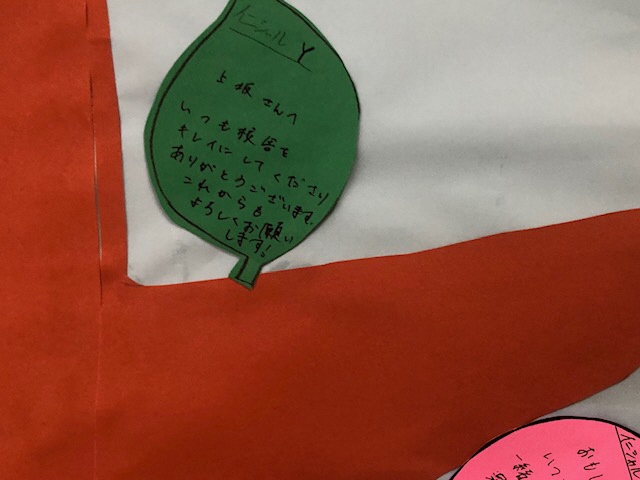 イニシャル Y
上坂さんへ
いつも校舎を
キレイにしてくださり
ありがとうございます。
これからも
よろしくお願い
します!
イニシャル
おもし
いつ
一緒